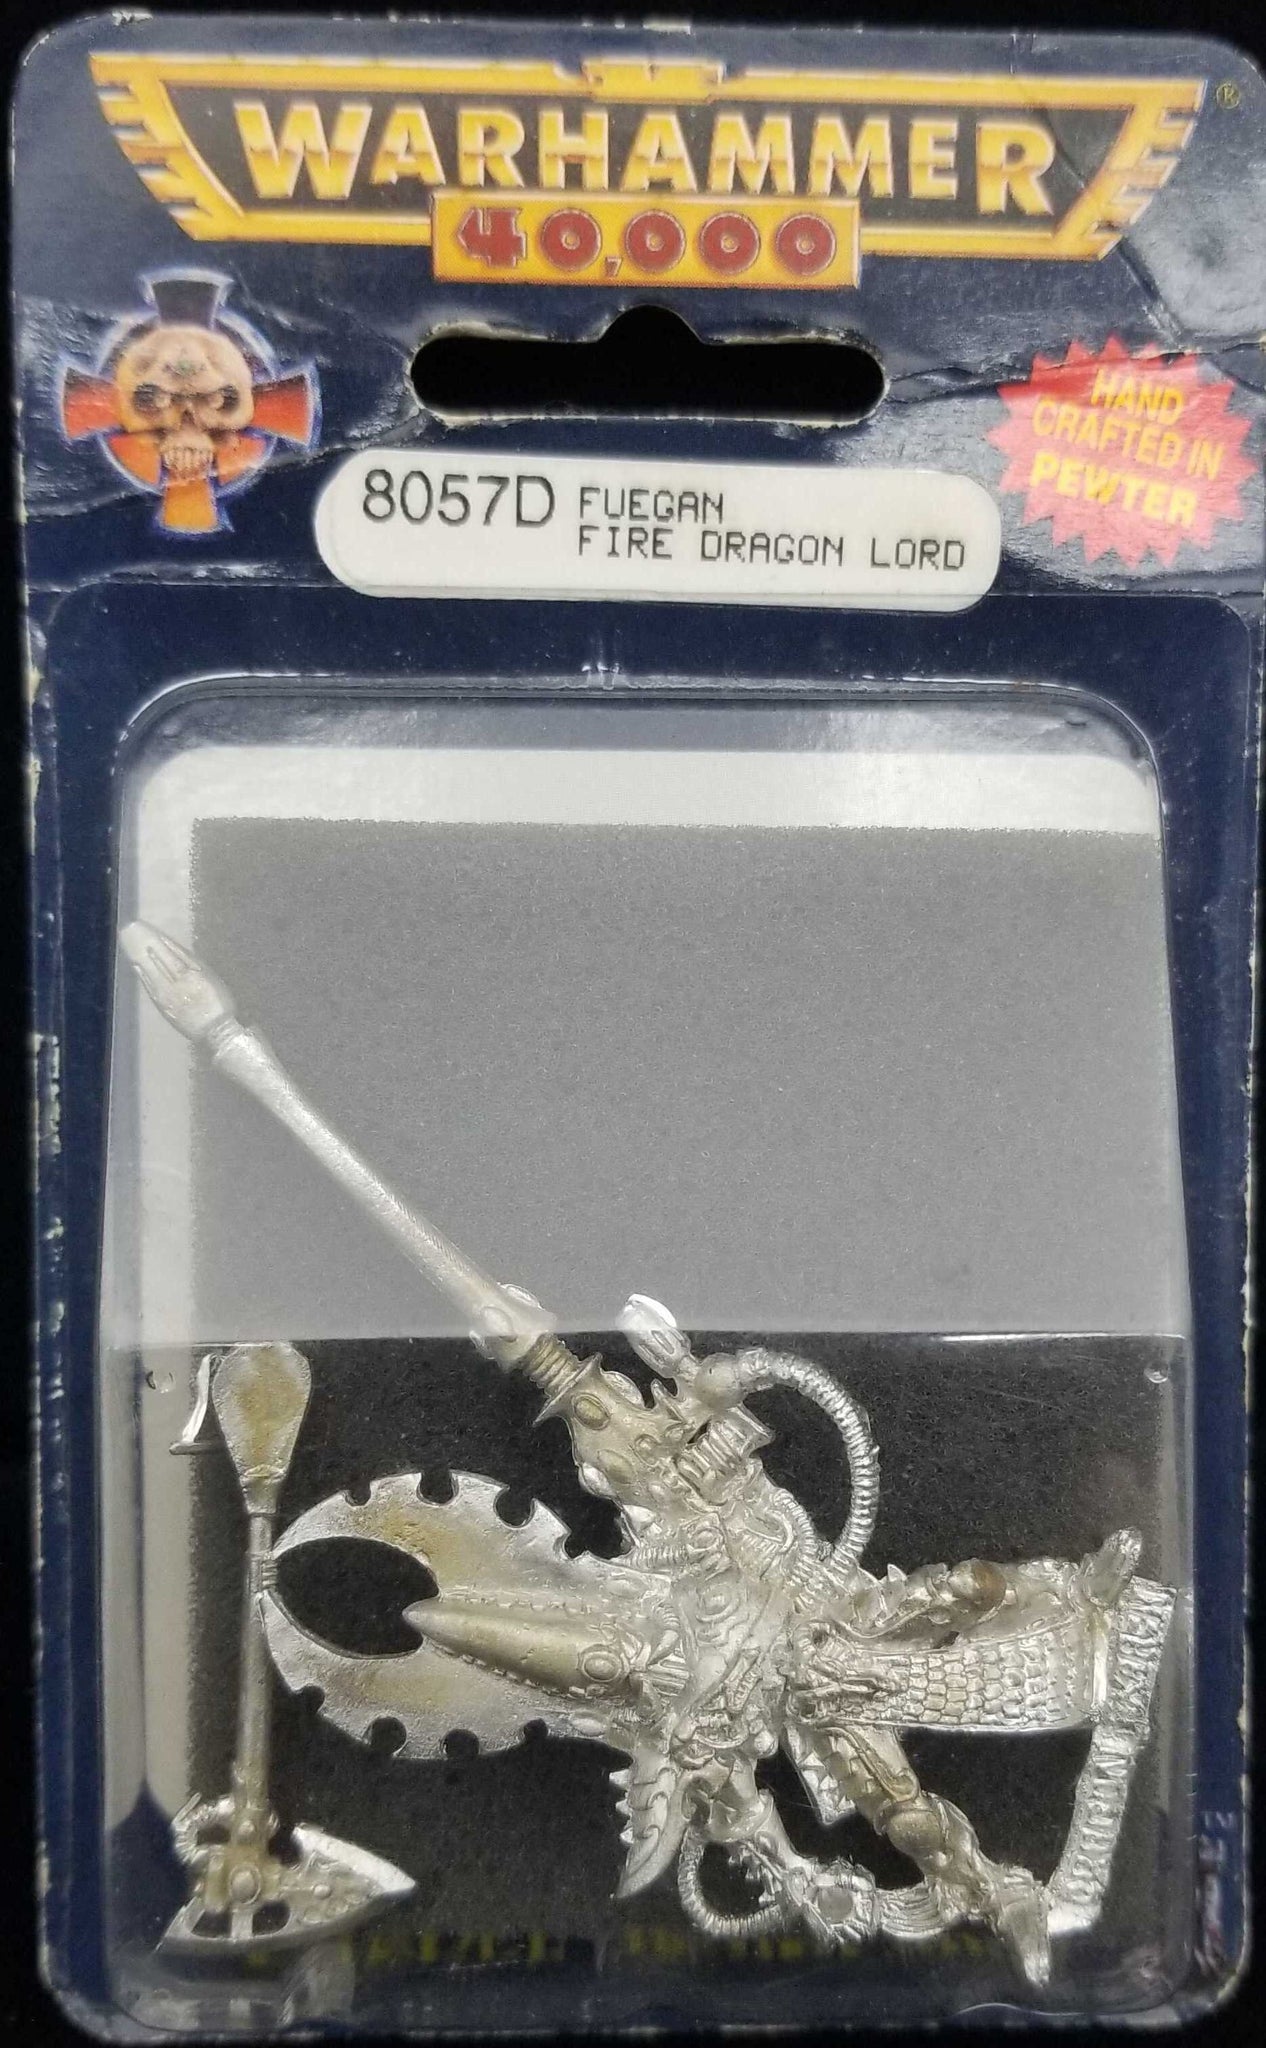 WARHAMMER ®
40,000
HAND
CRAFTED IN
PEWTER
8057D FUEGAN
FIRE DRAGON LORD